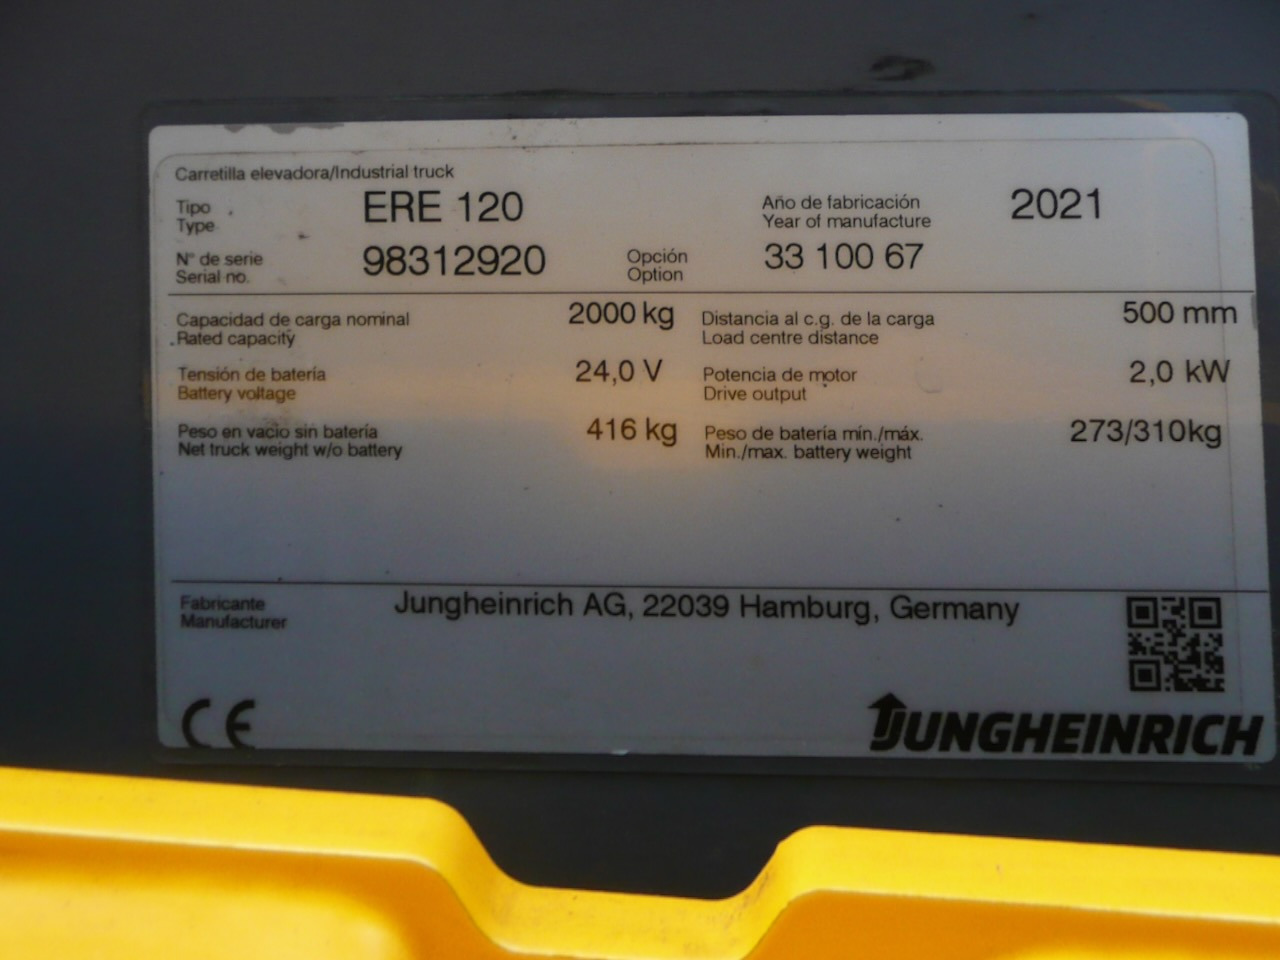 Carretilla elevadora/Industrial truck
Tipo ERE 120 Año de fabricación 2021
Type Year of manufacture
N° de serie 98312920 Opción 33 100 67
Serial no. Option
Capacidad de carga nominal 2000 kg Distancia al c.g. de la carga 500 mm
Rated capacity Load centre distance
Tensión de batería 24,0 V Potencia de motor 2,0 kW
Battery voltage Drive output
Peso en vacio sin batería 416 kg Peso de batería mín./máx. 273/310kg
Net truck weight w/o battery Min./max. battery weight
Fabricante Jungheinrich AG, 22039 Hamburg, Germany
Manufacturer
CE JUNGHEINRICH